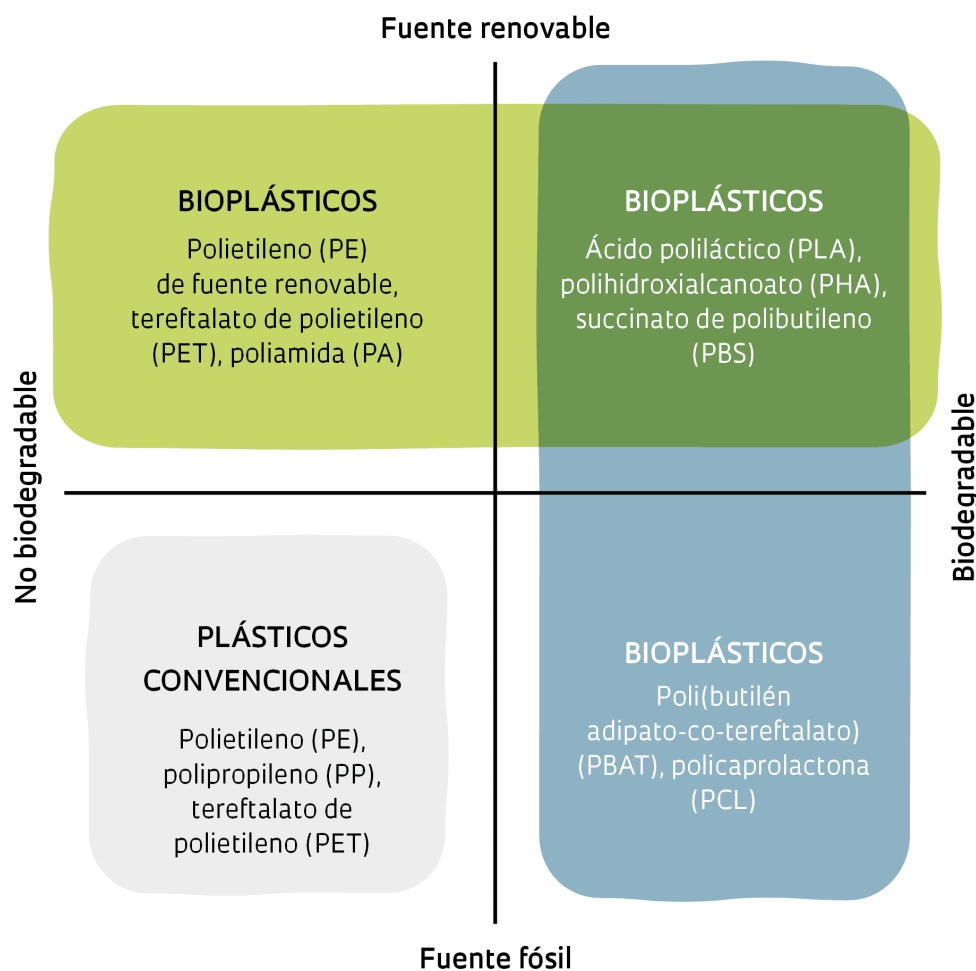 Fuente renovable
BIOPLÁSTICOS
Polietileno (PE)
de fuente renovable,
tereftalato de polietileno
(PET), poliamida (PA)
BIOPLÁSTICOS
Ácido poliláctico (PLA),
polihidroxialcanoato (PHA),
succinato de polibutileno
(PBS)
No biodegradable
Biodegradable
PLÁSTICOS
CONVENCIONALES
Polietileno (PE),
polipropileno (PP),
tereftalato de
polietileno (PET)
BIOPLÁSTICOS
Poli(butilén
adipato-co-tereftalato)
(PBAT), policaprolactona
(PCL)
Fuente fósil